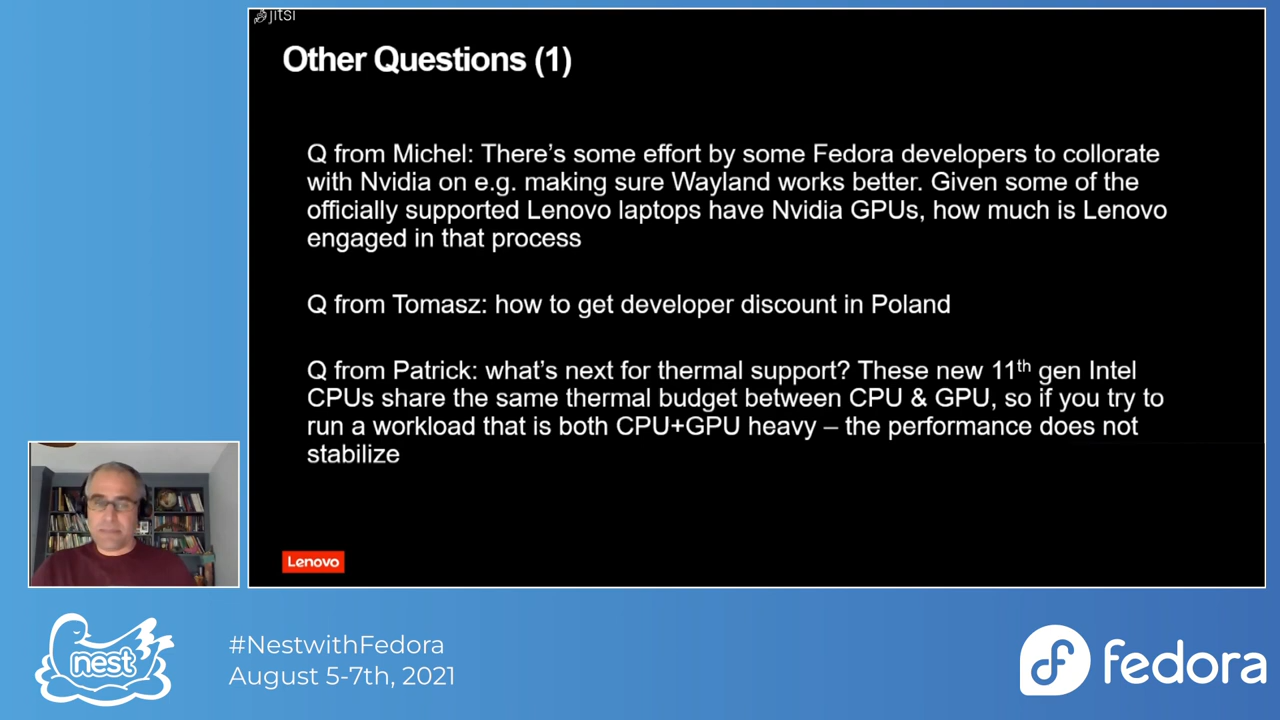 jitsi
Other Questions (1)
Q from Michel: There’s some effort by some Fedora developers to collorate
with Nvidia on e.g. making sure Wayland works better. Given some of the
officially supported Lenovo laptops have Nvidia GPUs, how much is Lenovo
engaged in that process
Q from Tomasz: how to get developer discount in Poland
Q from Patrick: what’s next for thermal support? These new 11th gen Intel
CPUs share the same thermal budget between CPU & GPU, so if you try to
run a workload that is both CPU+GPU heavy – the performance does not
stabilize
Lenovo
nest
#NestwithFedora
August 5-7th, 2021
fedora